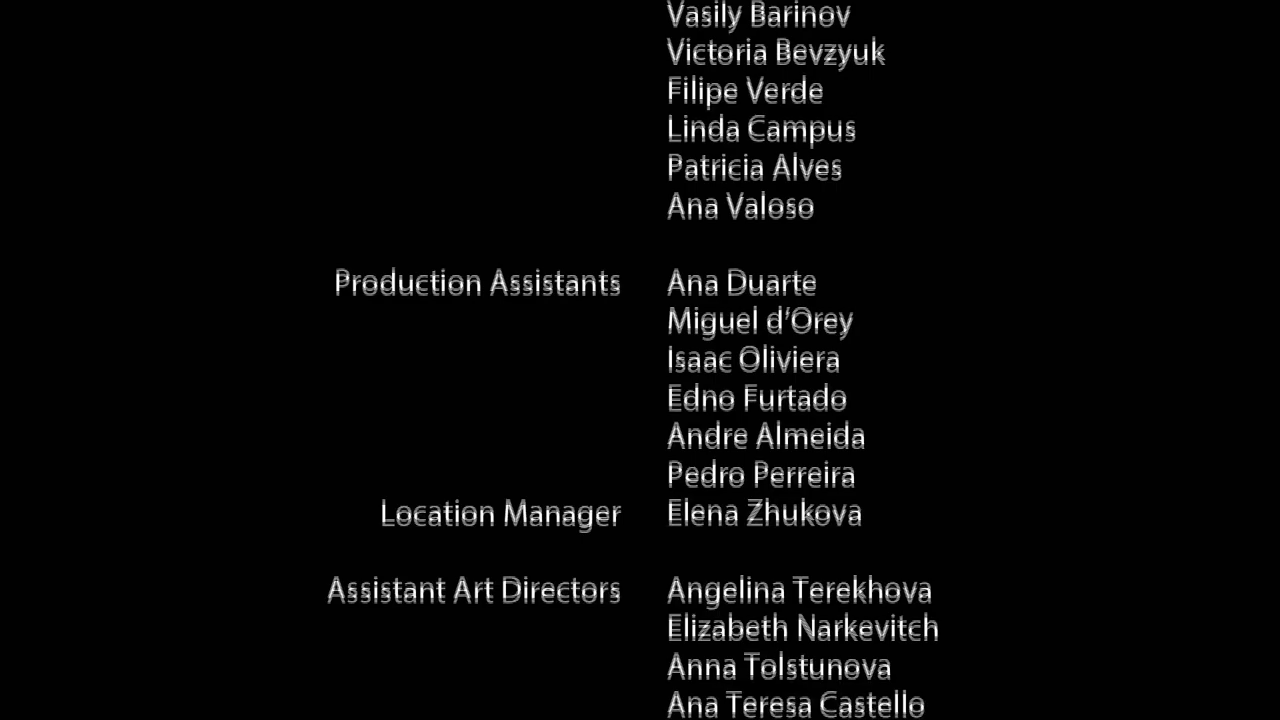 Vasily Barinov
Victoria Bevzyuk
Filipe Verde
Linda Campus
Patricia Alves
Ana Valoso
Production Assistants Ana Duarte
Miguel d’Orey
Isaac Oliviera
Edno Furtado
Andre Almeida
Pedro Perreira
Location Manager Elena Zhukova
Assistant Art Directors Angelina Terekhova
Elizabeth Narkevitch
Anna Tolstunova
Ana Teresa Castello